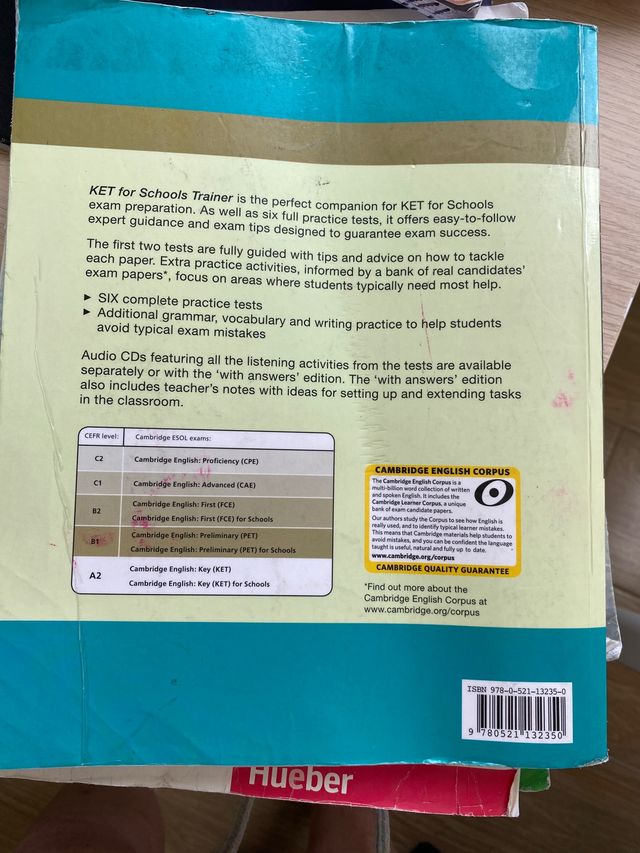 KET for Schools Trainer is the perfect companion for KET for Schools
exam preparation. As well as six full practice tests, it offers easy-to-follow
expert guidance and exam tips designed to guarantee exam success.
The first two tests are fully guided with tips and advice on how to tackle
each paper. Extra practice activities, informed by a bank of real candidates'
exam papers*, focus on areas where students typically need most help.
► SIX complete practice tests
► Additional grammar, vocabulary and writing practice to help students
avoid typical exam mistakes
Audio CDs featuring all the listening activities from the tests are available
separately or with the 'with answers' edition. The 'with answers' edition
also includes teacher's notes with ideas for setting up and extending tasks
in the classroom.
CEFR level: Cambridge ESOL exams:
C2 Cambridge English: Proficiency (CPE)
C1 Cambridge English: Advanced (CAE)
B2 Cambridge English: First (FCE)
Cambridge English: First (FCE) for Schools
B1 Cambridge English: Preliminary (PET)
Cambridge English: Preliminary (PET) for Schools
A2 Cambridge English: Key (KET)
Cambridge English: Key (KET) for Schools
CAMBRIDGE ENGLISH CORPUS
The Cambridge English Corpus is a
multi-billion word collection of written
and spoken English. It includes the
Cambridge Learner Corpus, a unique
bank of exam candidate papers.
Our authors study the Corpus to see how English is
really used, and to identify typical learner mistakes.
This means that Cambridge materials help students to
avoid mistakes, and you can be confident the language
taught is useful, natural and fully up to date.
www.cambridge.org/corpus
CAMBRIDGE QUALITY GUARANTEE
*Find out more about the
Cambridge English Corpus at
www.cambridge.org/corpus
ISBN 978-0-521-13235-0
9 780521 132350
Hueber